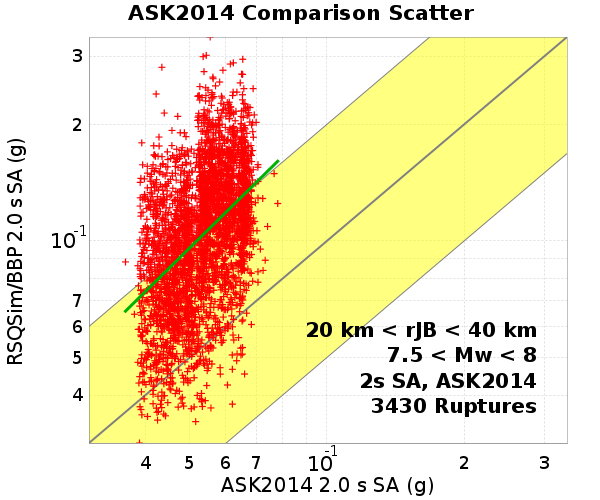 ASK2014 Comparison Scatter
RSQSim/BBP 2.0 s SA (g)
3
2
10-1
7
6
5
4
20 km < rJB < 40 km
7.5 < Mw < 8
2s SA, ASK2014
3430 Ruptures
4 5 6 7 10-1 2 3
ASK2014 2.0 s SA (g)